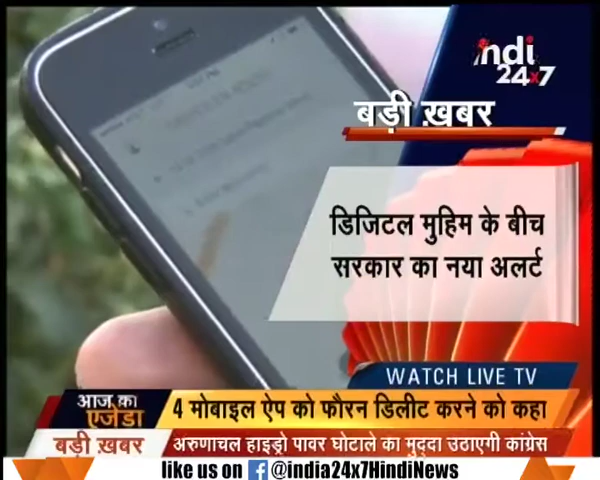 indi
24x7
बड़ी ख़बर
डिजिटल मुहिम के बीच
सरकार का नया अलर्ट
WATCH LIVE TV
आज का
एजेंडा
4 मोबाइल ऐप को फौरन डिलीट करने को कहा
बड़ी ख़बर
अरुणाचल हाइड्रो पावर घोटाले का मुद्दा उठाएगी कांग्रेस
like us on f @india24x7HindiNews